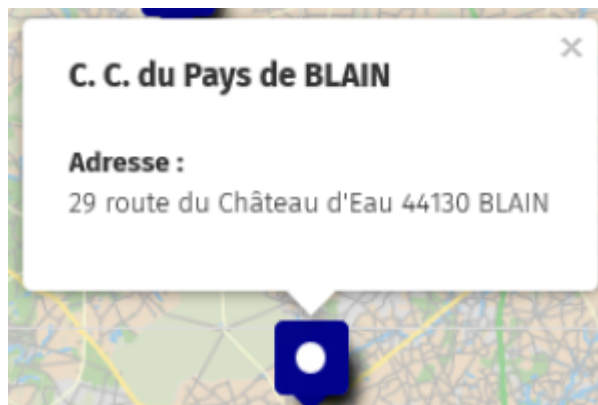 C. C. du Pays de BLAIN
Adresse :
29 route du Château d'Eau 44130 BLAIN